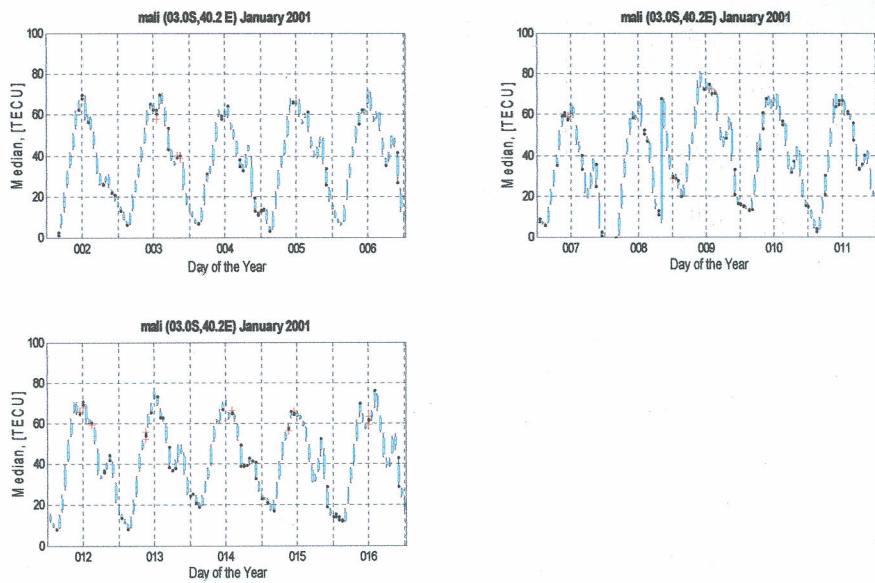 mali (03.0S,40.2 E) January 2001
100
80
60
40
20
0
Median, [TECU]
002 003 004 005 006
Day of the Year
mali (03.0S,40.2E) January 2001
100
80
60
40
20
0
Median, [TECU]
007 008 009 010 011
Day of the Year
mali (03.0S,40.2E) January 2001
100
80
60
40
20
0
Median, [TECU]
012 013 014 015 016
Day of the Year